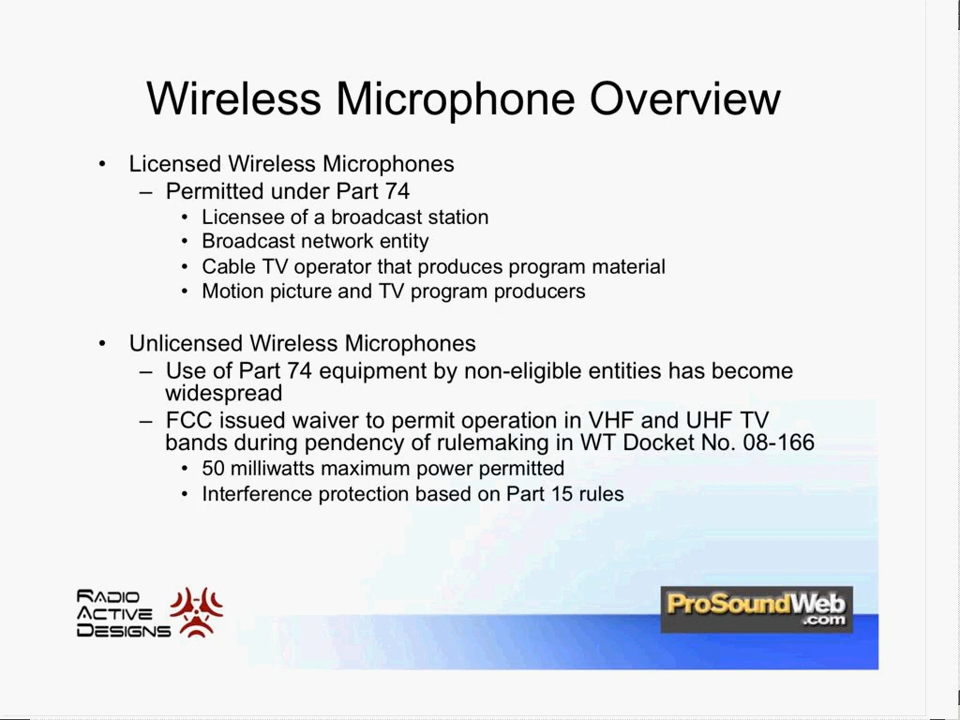 Wireless Microphone Overview
• Licensed Wireless Microphones
– Permitted under Part 74
• Licensee of a broadcast station
• Broadcast network entity
• Cable TV operator that produces program material
• Motion picture and TV program producers
• Unlicensed Wireless Microphones
– Use of Part 74 equipment by non-eligible entities has become
widespread
– FCC issued waiver to permit operation in VHF and UHF TV
bands during pendency of rulemaking in WT Docket No. 08-166
• 50 milliwatts maximum power permitted
• Interference protection based on Part 15 rules
Radio
Active
Designs
ProSoundWeb
.com